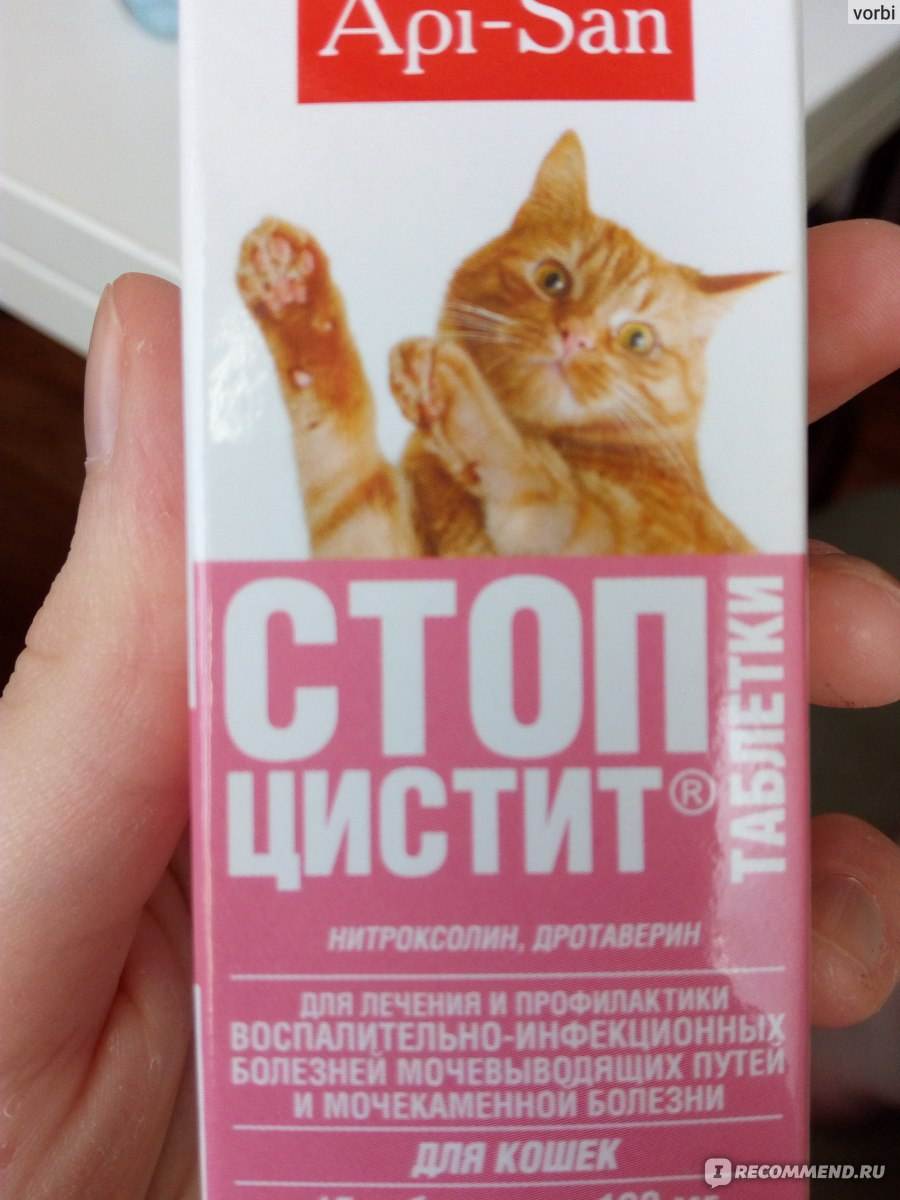 vorbi
Api-San
СТОП
ЦИСТИТ®
ТАБЛЕТКИ
НИТРОКСОЛИН, ДРОТАВЕРИН
ДЛЯ ЛЕЧЕНИЯ И ПРОФИЛАКТИКИ
ВОСПАЛИТЕЛЬНО-ИНФЕКЦИОННЫХ
БОЛЕЗНЕЙ МОЧЕВЫВОДЯЩИХ ПУТЕЙ
И МОЧЕКАМЕННОЙ БОЛЕЗНИ
ДЛЯ КОШЕК
IRECOMMEND.RU